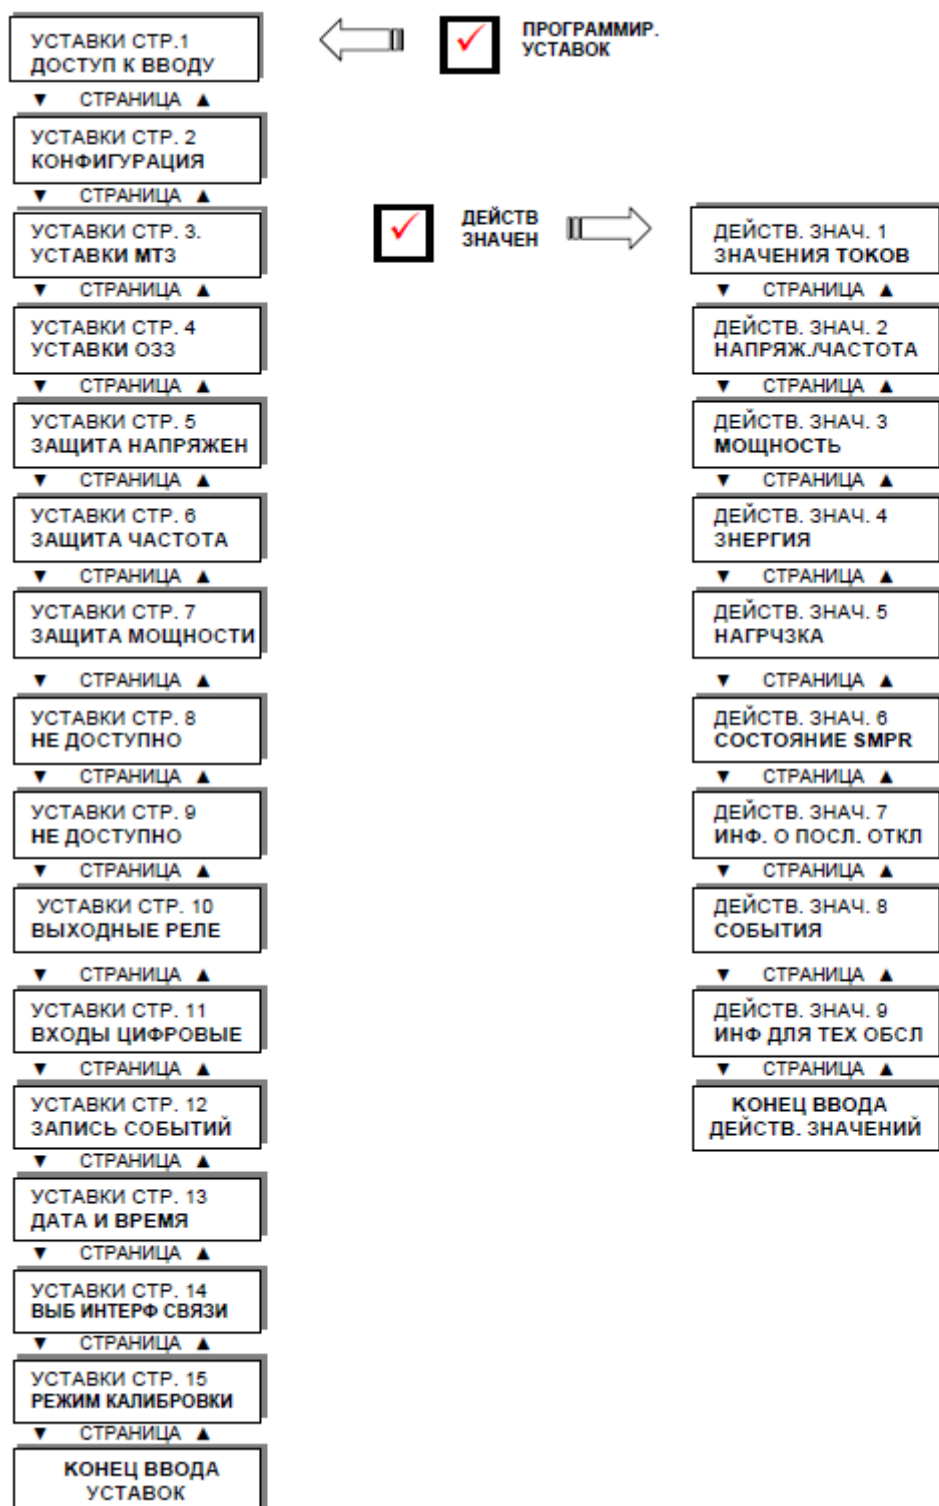 УСТАВКИ СТР.1
ДОСТУП К ВВОДУ
▼ СТРАНИЦА ▲
УСТАВКИ СТР. 2
КОНФИГУРАЦИЯ
▼ СТРАНИЦА ▲
УСТАВКИ СТР. 3.
УСТАВКИ МТЗ
▼ СТРАНИЦА ▲
УСТАВКИ СТР. 4
УСТАВКИ ОЗЗ
▼ СТРАНИЦА ▲
УСТАВКИ СТР. 5
ЗАЩИТА НАПРЯЖЕН
▼ СТРАНИЦА ▲
УСТАВКИ СТР. 6
ЗАЩИТА ЧАСТОТА
▼ СТРАНИЦА ▲
УСТАВКИ СТР. 7
ЗАЩИТА МОЩНОСТИ
▼ СТРАНИЦА ▲
УСТАВКИ СТР. 8
НЕ ДОСТУПНО
▼ СТРАНИЦА ▲
УСТАВКИ СТР. 9
НЕ ДОСТУПНО
▼ СТРАНИЦА ▲
УСТАВКИ СТР. 10
ВЫХОДНЫЕ РЕЛЕ
▼ СТРАНИЦА ▲
УСТАВКИ СТР. 11
ВХОДЫ ЦИФРОВЫЕ
▼ СТРАНИЦА ▲
УСТАВКИ СТР. 12
ЗАПИСЬ СОБЫТИЙ
▼ СТРАНИЦА ▲
УСТАВКИ СТР. 13
ДАТА И ВРЕМЯ
▼ СТРАНИЦА ▲
УСТАВКИ СТР. 14
ВЫБ ИНТЕРФ СВЯЗИ
▼ СТРАНИЦА ▲
УСТАВКИ СТР. 15
РЕЖИМ КАЛИБРОВКИ
▼ СТРАНИЦА ▲
КОНЕЦ ВВОДА
УСТАВОК
ПРОГРАММИР.
УСТАВОК
ДЕЙСТВ
ЗНАЧЕН
ДЕЙСТВ. ЗНАЧ. 1
ЗНАЧЕНИЯ ТОКОВ
▼ СТРАНИЦА ▲
ДЕЙСТВ. ЗНАЧ. 2
НАПРЯЖ./ЧАСТОТА
▼ СТРАНИЦА ▲
ДЕЙСТВ. ЗНАЧ. 3
МОЩНОСТЬ
▼ СТРАНИЦА ▲
ДЕЙСТВ. ЗНАЧ. 4
ЗНЕРГИЯ
▼ СТРАНИЦА ▲
ДЕЙСТВ. ЗНАЧ. 5
НАГРЧЗКА
▼ СТРАНИЦА ▲
ДЕЙСТВ. ЗНАЧ. 6
СОСТОЯНИЕ SMPR
▼ СТРАНИЦА ▲
ДЕЙСТВ. ЗНАЧ. 7
ИНФ. О ПОСЛ. ОТКЛ
▼ СТРАНИЦА ▲
ДЕЙСТВ. ЗНАЧ. 8
СОБЫТИЯ
▼ СТРАНИЦА ▲
ДЕЙСТВ. ЗНАЧ. 9
ИНФ ДЛЯ ТЕХ ОБСЛ
▼ СТРАНИЦА ▲
КОНЕЦ ВВОДА
ДЕЙСТВ. ЗНАЧЕНИЙ